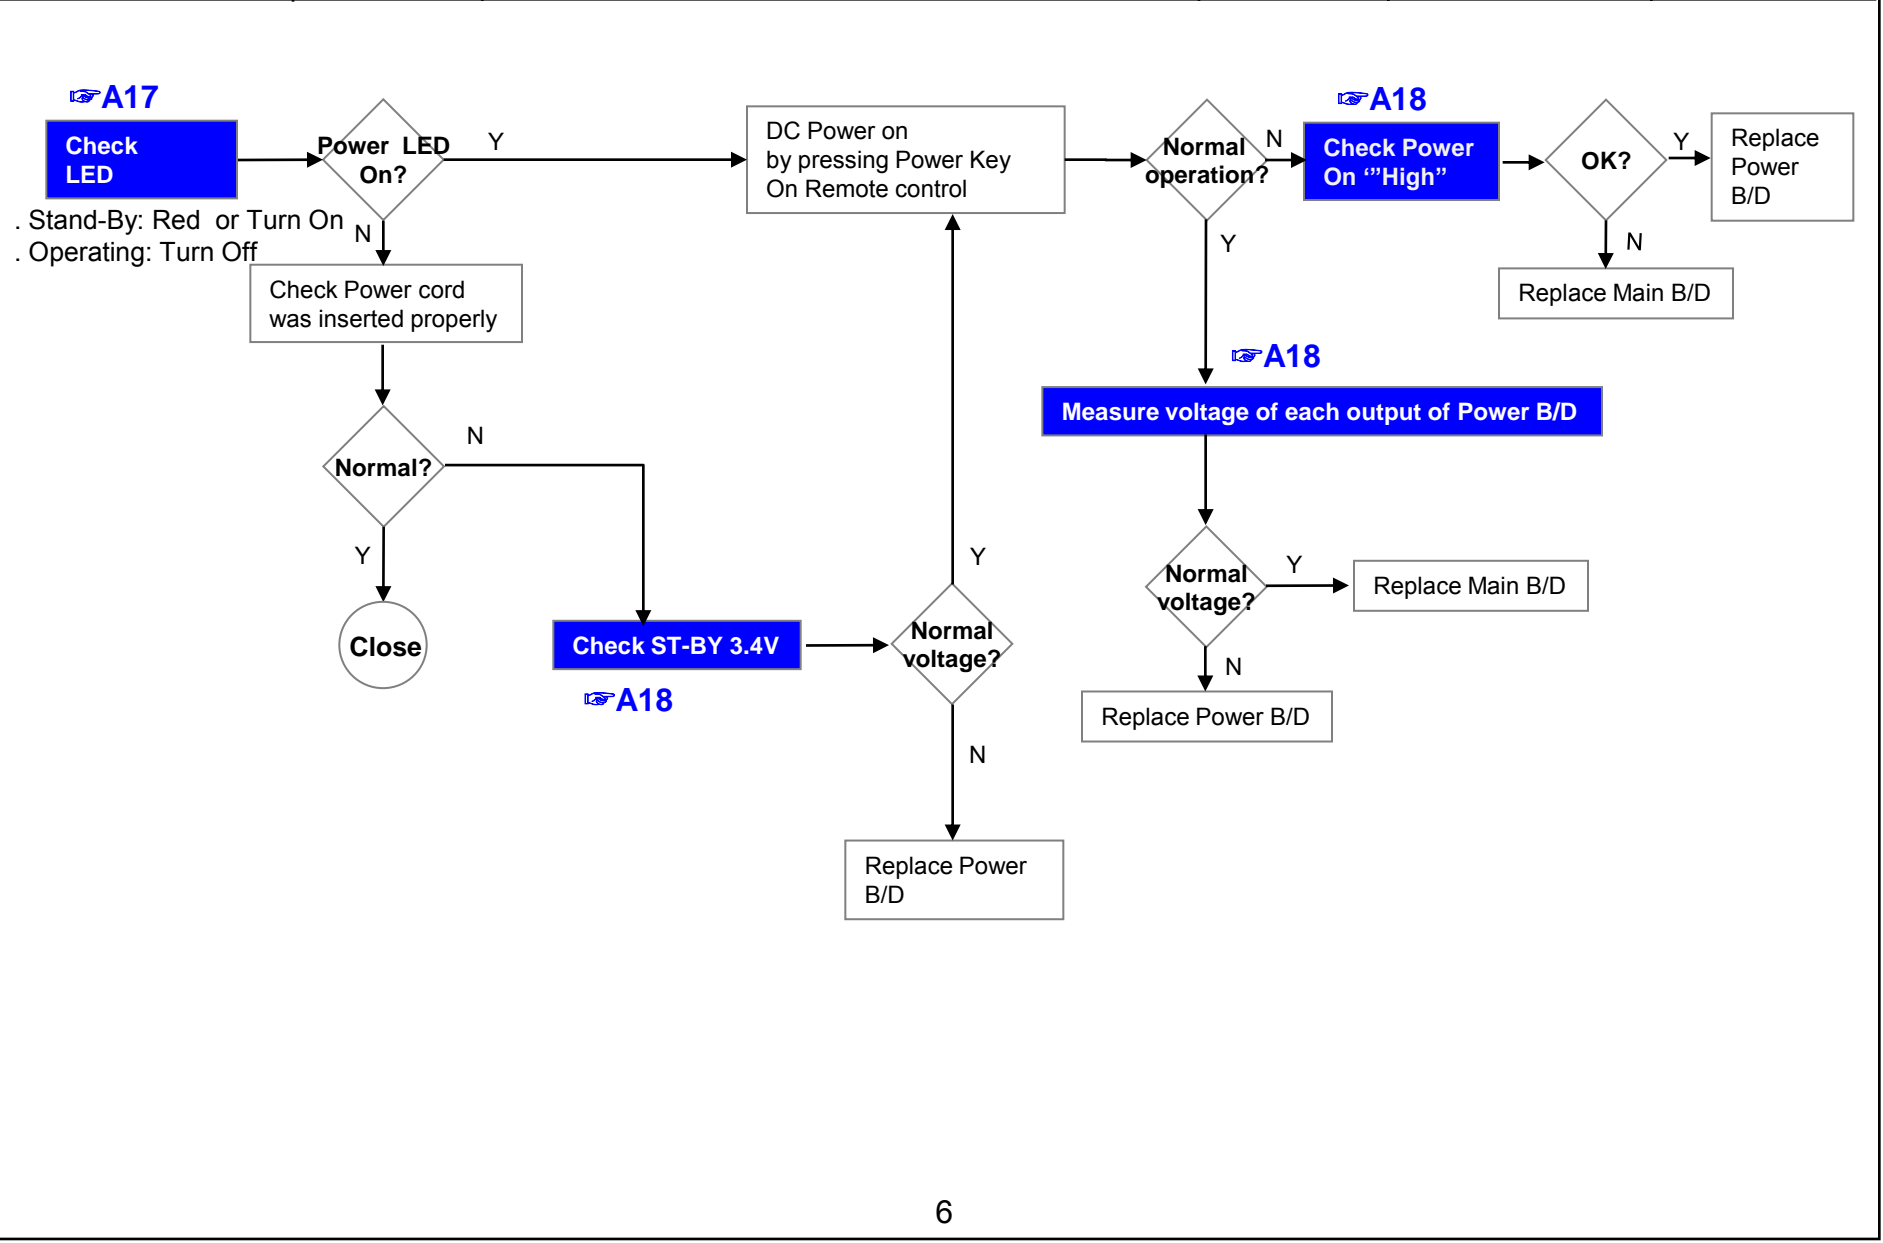 ☞A17
Check
LED
. Stand-By: Red or Turn On
. Operating: Turn Off
Power LED
On?
Y
N
Check Power cord
was inserted properly
Normal?
N
Y
Close
Check ST-BY 3.4V
☞A18
Normal
voltage?
Y
N
Replace Power
B/D
DC Power on
by pressing Power Key
On Remote control
Normal
operation?
N
Y
☞A18
Check Power
On ‘”High”
OK?
Y
Replace
Power
B/D
N
Replace Main B/D
☞A18
Measure voltage of each output of Power B/D
Normal
voltage?
Y
Replace Main B/D
N
Replace Power B/D
6